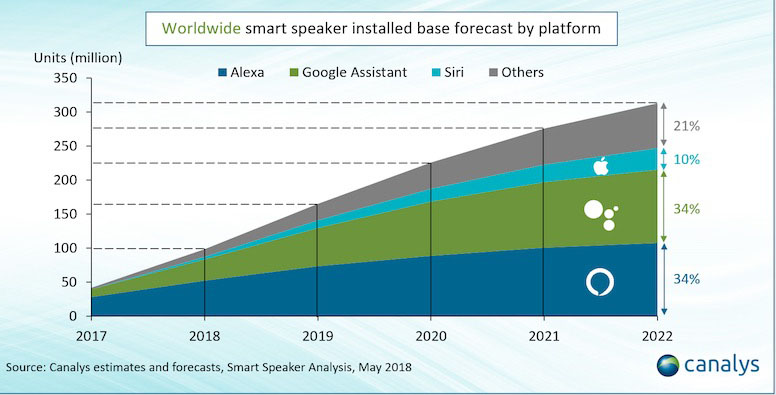 Worldwide smart speaker installed base forecast by platform
Units (million)
Alexa Google Assistant Siri Others
350
300
250
200
150
100
50
0
21%
10%
34%
34%
2017 2018 2019 2020 2021 2022
Source: Canalys estimates and forecasts, Smart Speaker Analysis, May 2018
canalys